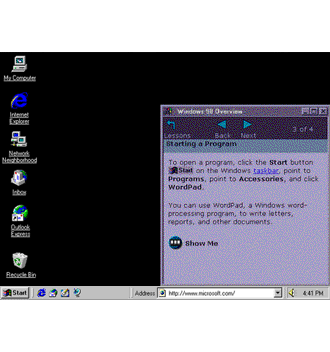 My Computer
Internet
Explorer
Network
Neighborhood
Inbox
Outlook
Express
Recycle Bin
Windows 98 Overview
Lessons
Back
Next
3 of 4
Starting a Program
To open a program, click the Start button
Start on the Windows taskbar, point to
Programs, point to Accessories, and click
WordPad.
You can use WordPad, a Windows word-
processing program, to write letters,
reports, and other documents.
Show Me
Start
Address
http://www.microsoft.com/
4:41 PM